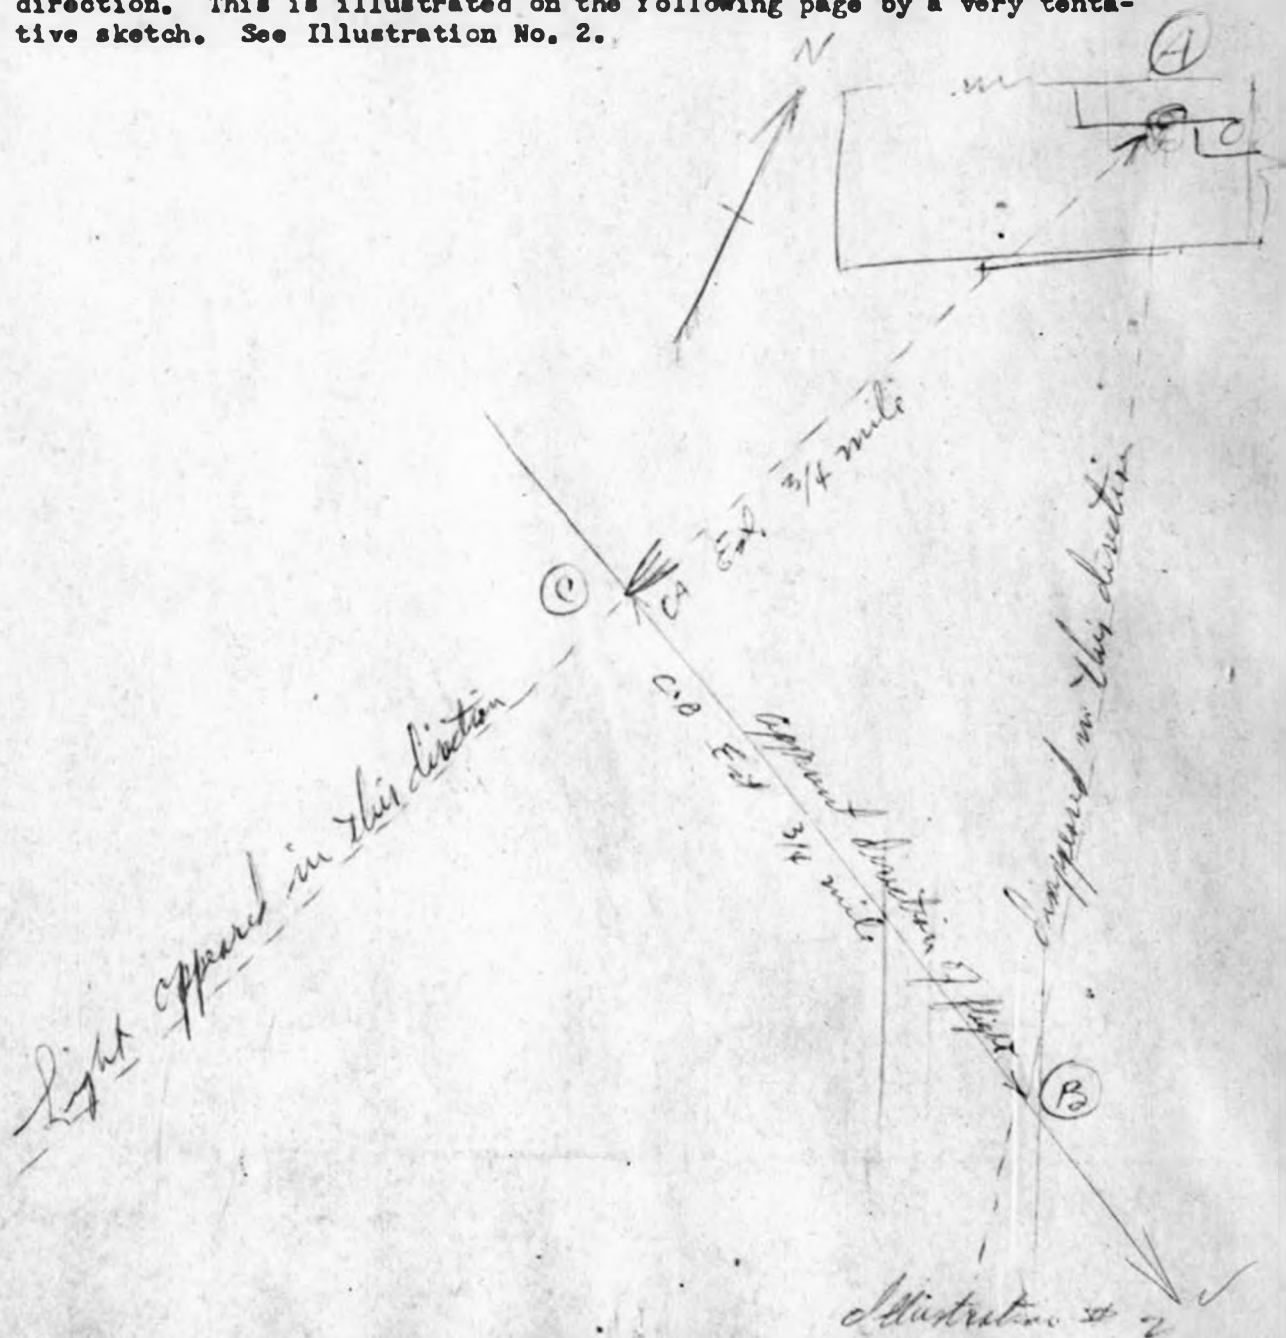 direction. This is illustrated on the following page by a very tenta-
tive sketch. See Illustration No. 2.
N
A
Est. 3/4 mile
C
CA
C·B Est 3/4 mile
apparent direction of flight
Disappeared in this direction
Light appeared in this direction
B
Illustration # 2